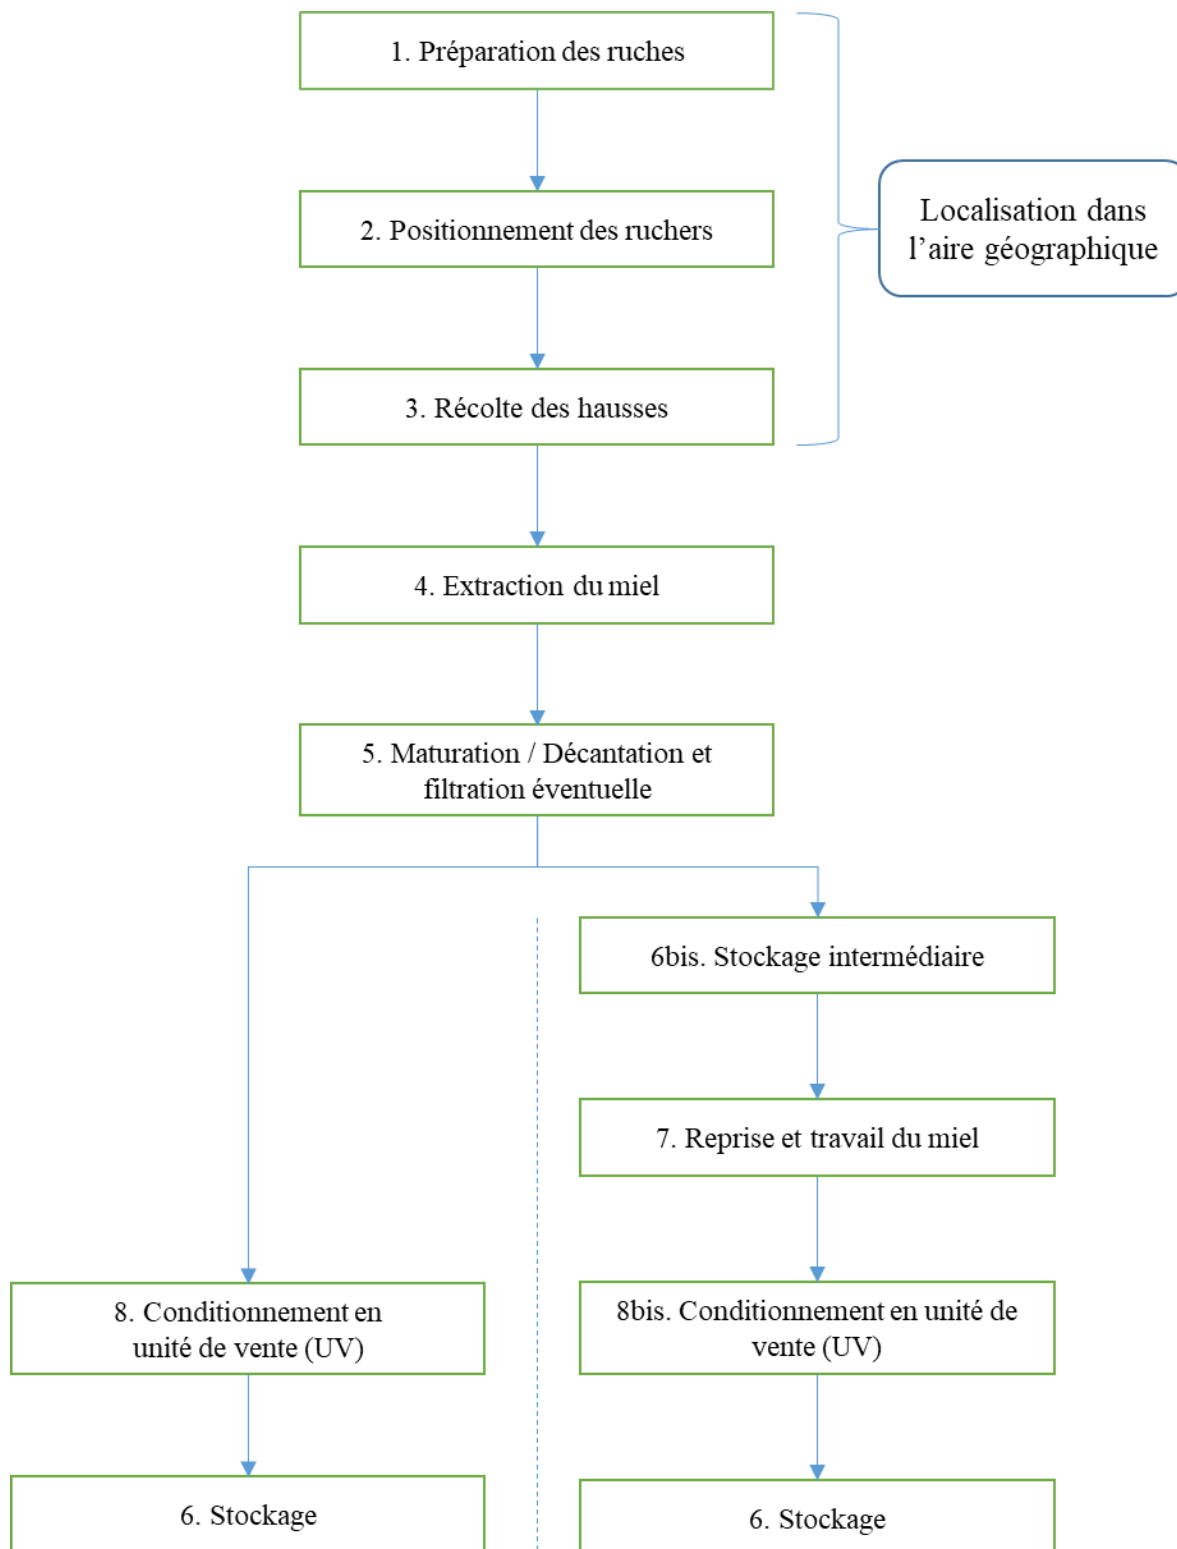 1. Préparation des ruches
2. Positionnement des ruchers
Localisation dans
l’aire géographique
3. Récolte des hausses
4. Extraction du miel
5. Maturation / Décantation et
filtration éventuelle
6bis. Stockage intermédiaire
7. Reprise et travail du miel
8. Conditionnement en
unité de vente (UV)
8bis. Conditionnement en unité de
vente (UV)
6. Stockage
6. Stockage